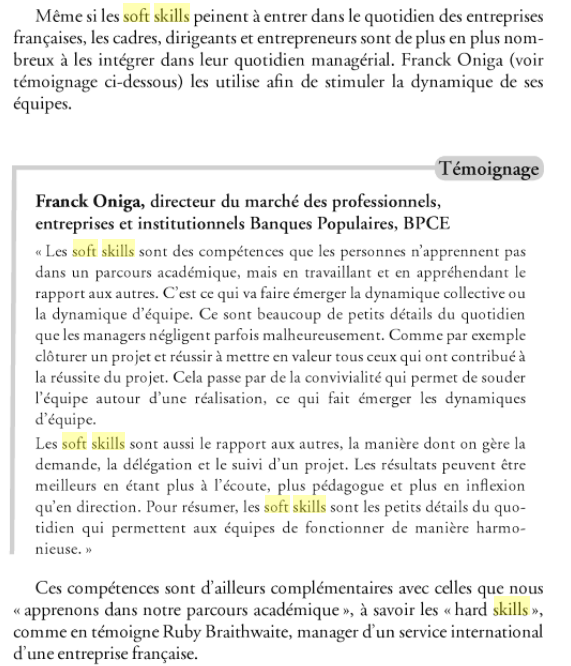 Même si les soft skills peinent à entrer dans le quotidien des entreprises
françaises, les cadres, dirigeants et entrepreneurs sont de plus en plus nom-
breux à les intégrer dans leur quotidien managérial. Franck Oniga (voir
témoignage ci-dessous) les utilise afin de stimuler la dynamique de ses
équipes.
Témoignage
Franck Oniga, directeur du marché des professionnels,
entreprises et institutionnels Banques Populaires, BPCE
« Les soft skills sont des compétences que les personnes n'apprennent pas
dans un parcours académique, mais en travaillant et en appréhendant le
rapport aux autres. C'est ce qui va faire émerger la dynamique collective ou
la dynamique d'équipe. Ce sont beaucoup de petits détails du quotidien
que les managers négligent parfois malheureusement. Comme par exemple
clôturer un projet et réussir à mettre en valeur tous ceux qui ont contribué à
la réussite du projet. Cela passe par de la convivialité qui permet de souder
l'équipe autour d'une réalisation, ce qui fait émerger les dynamiques
d'équipe.
Les soft skills sont aussi le rapport aux autres, la manière dont on gère la
demande, la délégation et le suivi d'un projet. Les résultats peuvent être
meilleurs en étant plus à l'écoute, plus pédagogue et plus en inflexion
qu'en direction. Pour résumer, les soft skills sont les petits détails du quo-
tidien qui permettent aux équipes de fonctionner de manière harmo-
nieuse. »
Ces compétences sont d'ailleurs complémentaires avec celles que nous
« apprenons dans notre parcours académique », à savoir les « hard skills »,
comme en témoigne Ruby Braithwaite, manager d'un service international
d'une entreprise française.